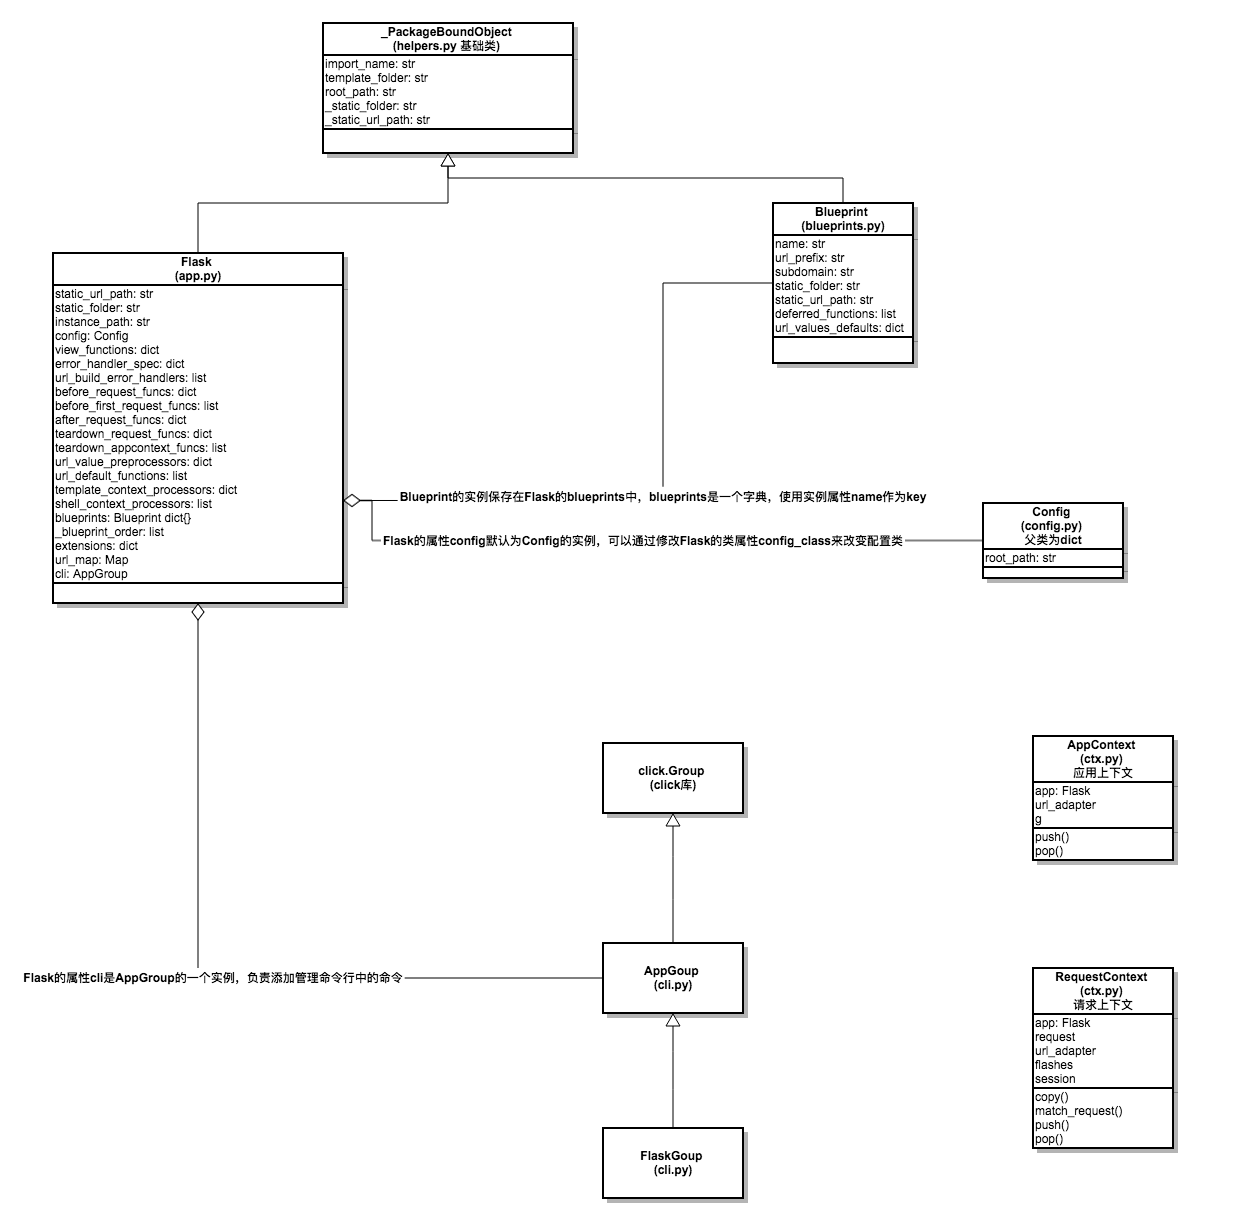 _PackageBoundObject
(helpers.py 基础类)
import_name: str
template_folder: str
root_path: str
_static_folder: str
_static_url_path: str
Blueprint
(blueprints.py)
name: str
url_prefix: str
subdomain: str
static_folder: str
static_url_path: str
deferred_functions: list
url_values_defaults: dict
Flask
(app.py)
static_url_path: str
static_folder: str
instance_path: str
config: Config
view_functions: dict
error_handler_spec: dict
url_build_error_handlers: list
before_request_funcs: dict
before_first_request_funcs: list
after_request_funcs: dict
teardown_request_funcs: dict
teardown_appcontext_funcs: list
url_value_preprocessors: dict
url_default_functions: list
template_context_processors: dict
shell_context_processors: list
blueprints: Blueprint dict{}
_blueprint_order: list
extensions: dict
url_map: Map
cli: AppGroup
Blueprint的实例保存在Flask的blueprints中，blueprints是一个字典，使用实例属性name作为key
Flask的属性config默认为Config的实例，可以通过修改Flask的类属性config_class来改变配置类
Config
(config.py)
父类为dict
root_path: str
click.Group
(click库)
AppContext
(ctx.py)
应用上下文
app: Flask
url_adapter
g
push()
pop()
Flask的属性cli是AppGroup的一个实例，负责添加管理命令行中的命令
AppGoup
(cli.py)
RequestContext
(ctx.py)
请求上下文
app: Flask
request
url_adapter
flashes
session
copy()
match_request()
push()
pop()
FlaskGoup
(cli.py)